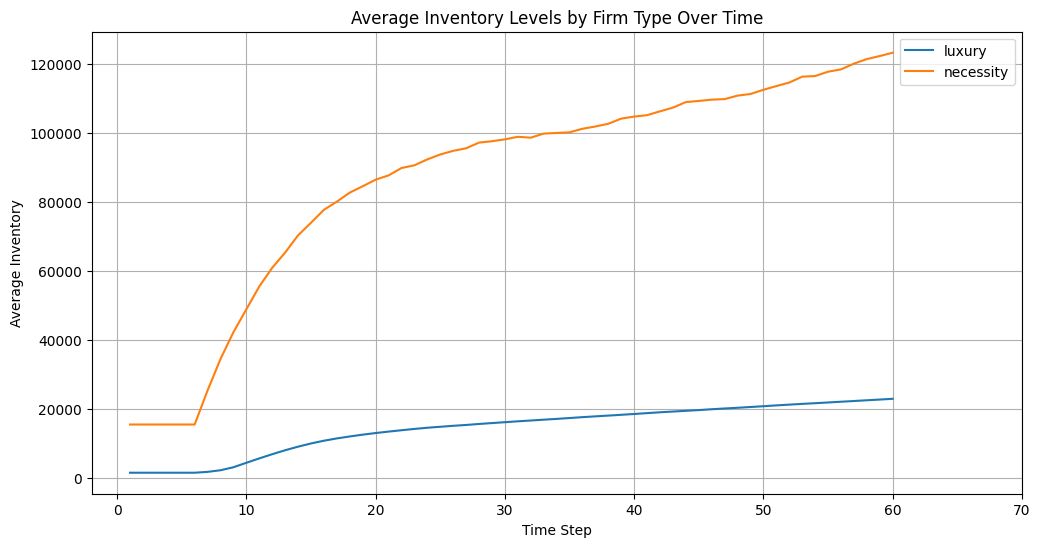 Average Inventory Levels by Firm Type Over Time
luxury
necessity
Average Inventory
120000
100000
80000
60000
40000
20000
0
0 10 20 30 40 50 60 70
Time Step